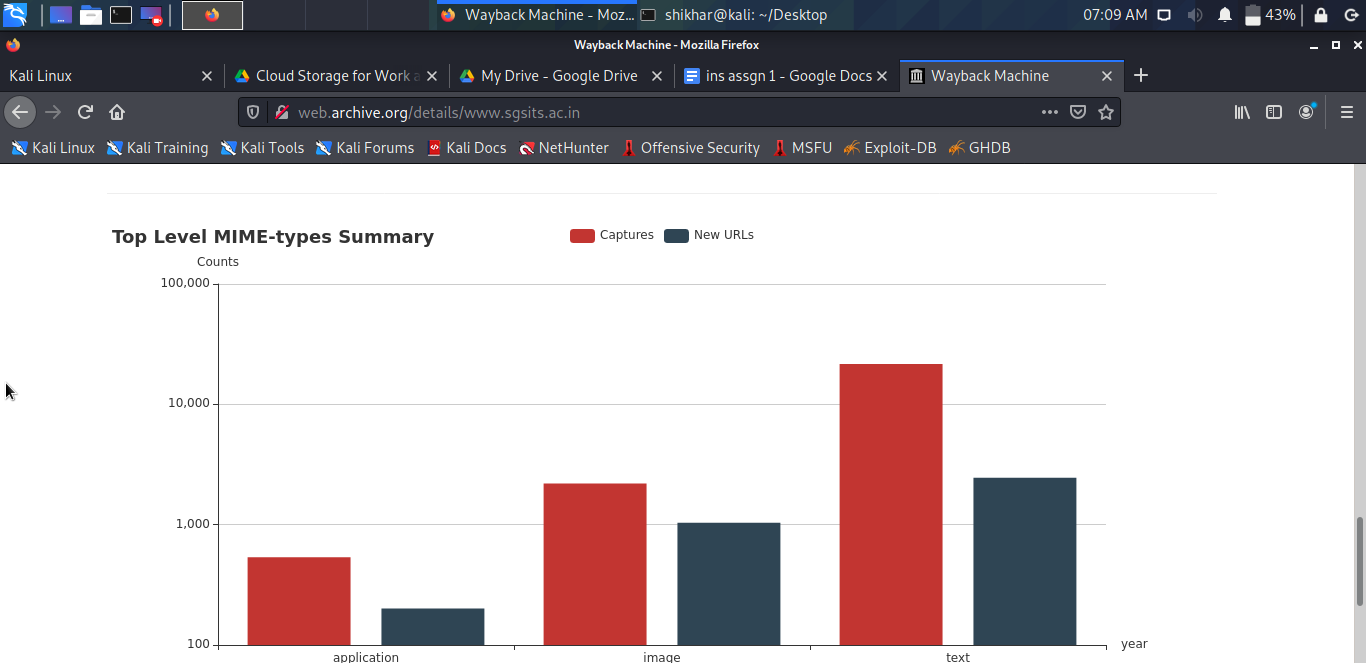 Wayback Machine - Moz... shikhar@kali: ~/Desktop 07:09 AM 43%
Wayback Machine - Mozilla Firefox
Kali Linux Cloud Storage for Work a My Drive - Google Drive ins assgn 1 - Google Docs Wayback Machine
web.archive.org/details/www.sgsits.ac.in
Kali Linux Kali Training Kali Tools Kali Forums Kali Docs NetHunter Offensive Security MSFU Exploit-DB GHDB
Top Level MIME-types Summary Captures New URLs
Counts
100,000
10,000
1,000
100 year
application image text